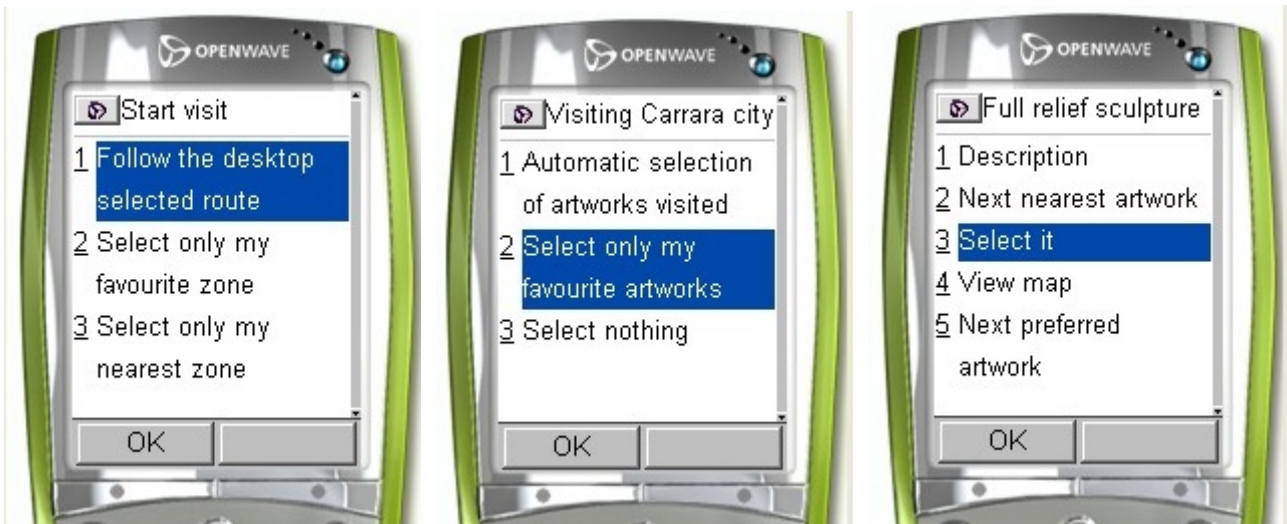 OPENWAVE
Start visit
1 Follow the desktop
selected route
2 Select only my
favourite zone
3 Select only my
nearest zone
OK
OPENWAVE
Visiting Carrara city
1 Automatic selection
of artworks visited
2 Select only my
favourite artworks
3 Select nothing
OK
OPENWAVE
Full relief sculpture
1 Description
2 Next nearest artwork
3 Select it
4 View map
5 Next preferred
artwork
OK